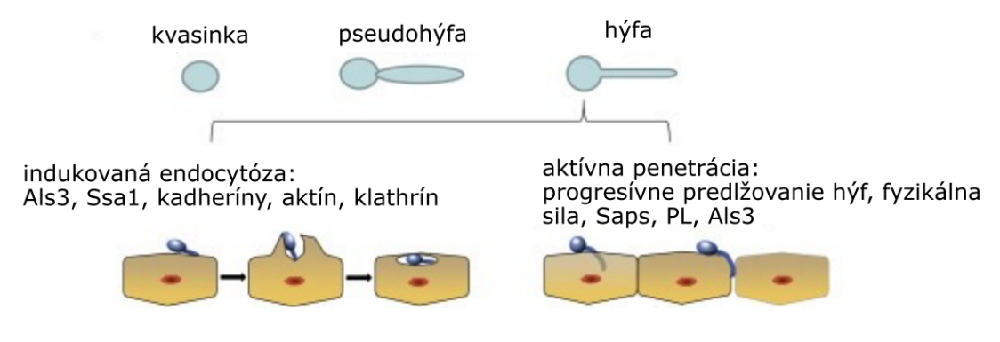 kvasinka
pseudohýfa
hýfa
indukovaná endocytóza:
Als3, Ssa1, kadheríny, aktín, klathrín
aktívna penetrácia:
progresívne predlžovanie hýf, fyzikálna
sila, Saps, PL, Als3